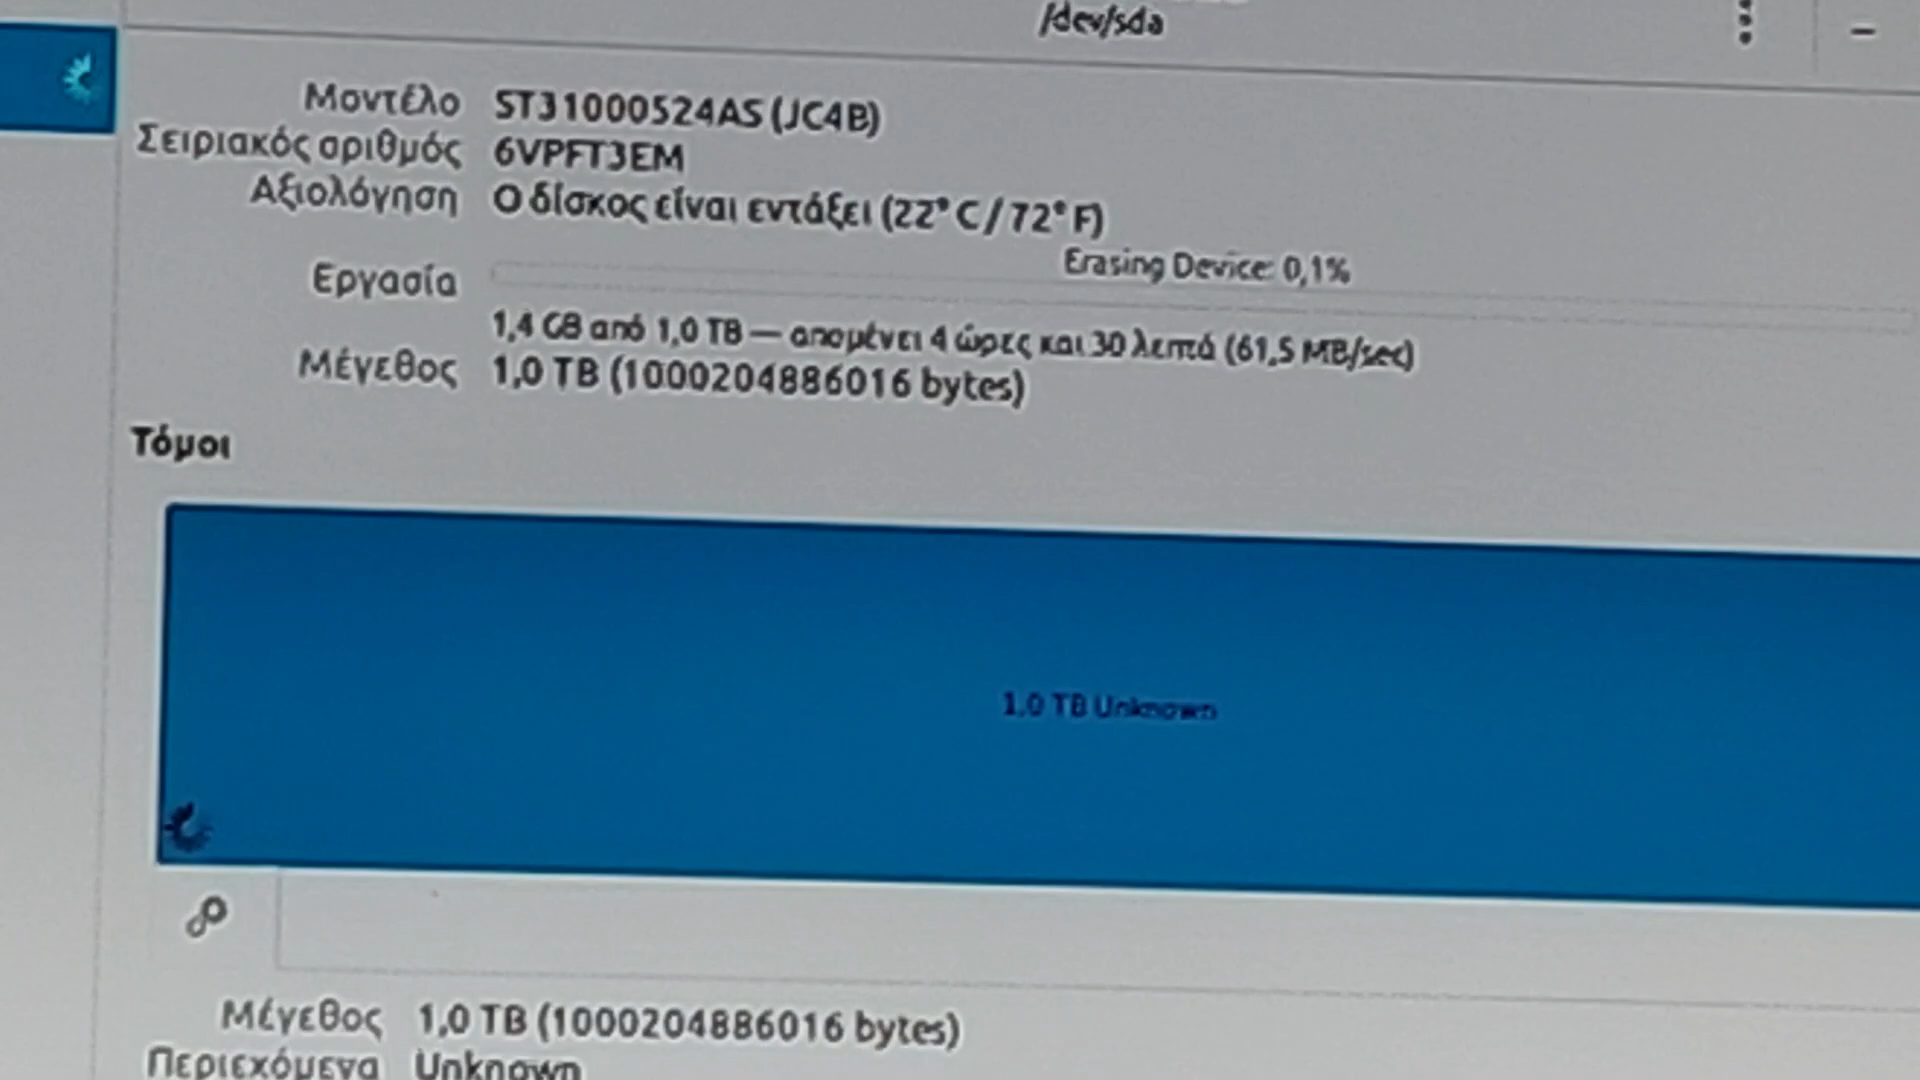 /dev/sda
Μοντέλο ST31000524AS (JC4B)
Σειριακός αριθμός 6VPFT3EM
Αξιολόγηση Ο δίσκος είναι εντάξει (22° C / 72° F)
Erasing Device: 0,1%
Εργασία
1,4 GB από 1,0 TB — απομένει 4 ώρες και 30 λεπτά (61,5 MB/sec)
Μέγεθος 1,0 TB (1000204886016 bytes)
Τόμοι
1,0 TB Unknown
Μέγεθος 1,0 TB (1000204886016 bytes)
Περιεχόμενα Unknown